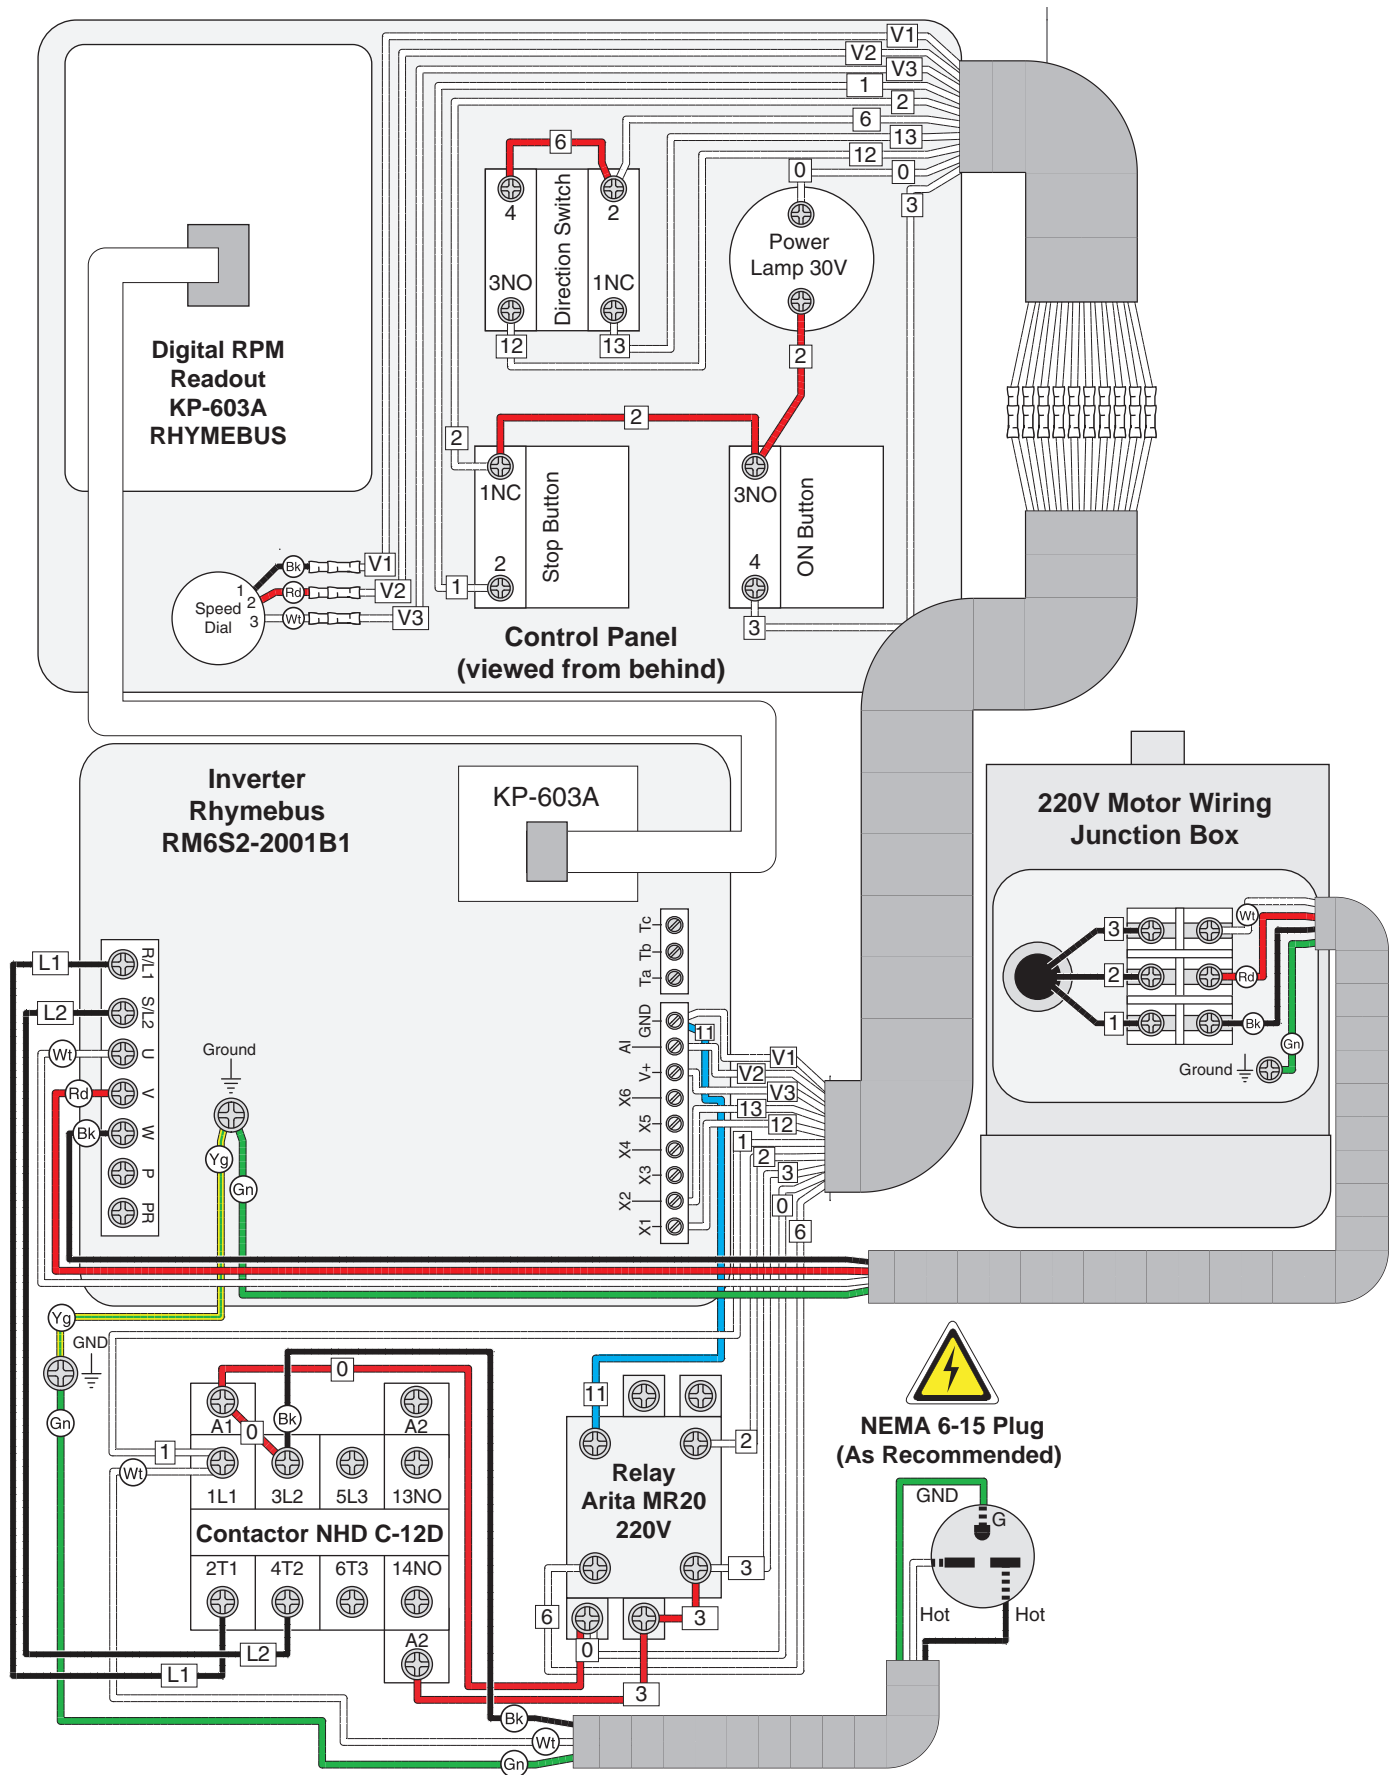 V1
V2
V3
1
2
6
13
12
0
3
6
0
4
Direction Switch
2
3NO
1NC
12
13
Power
Lamp 30V
2
Digital RPM
Readout
KP-603A
RHYMEBUS
2
2
1NC
Stop Button
2
1
3NO
ON Button
4
3
Bk
V1
Rd
V2
Wt
V3
Speed
Dial
1
2
3
Control Panel
(viewed from behind)
Inverter
Rhymebus
RM6S2-2001B1
KP-603A
220V Motor Wiring
Junction Box
3
2
1
Wt
Rd
Bk
Gn
Ground
L1
R/L1
L2
S/L2
Wt
U
Rd
V
Bk
W
P
PR
Ground
Yg
Gn
Tc
Tb
Ta
GND
AI
V+
X6
X5
X4
X3
X2
X1
11
V1
V2
V3
13
12
1
2
3
0
6
Yg
GND
Gn
0
A1
0
Bk
A2
1
Wt
1L1
3L2
5L3
13NO
Contactor NHD C-12D
2T1
4T2
6T3
14NO
A2
L2
L1
11
2
Relay
Arita MR20
220V
3
6
3
0
3
Bk
Wt
Gn
NEMA 6-15 Plug
(As Recommended)
GND
G
Hot
Hot